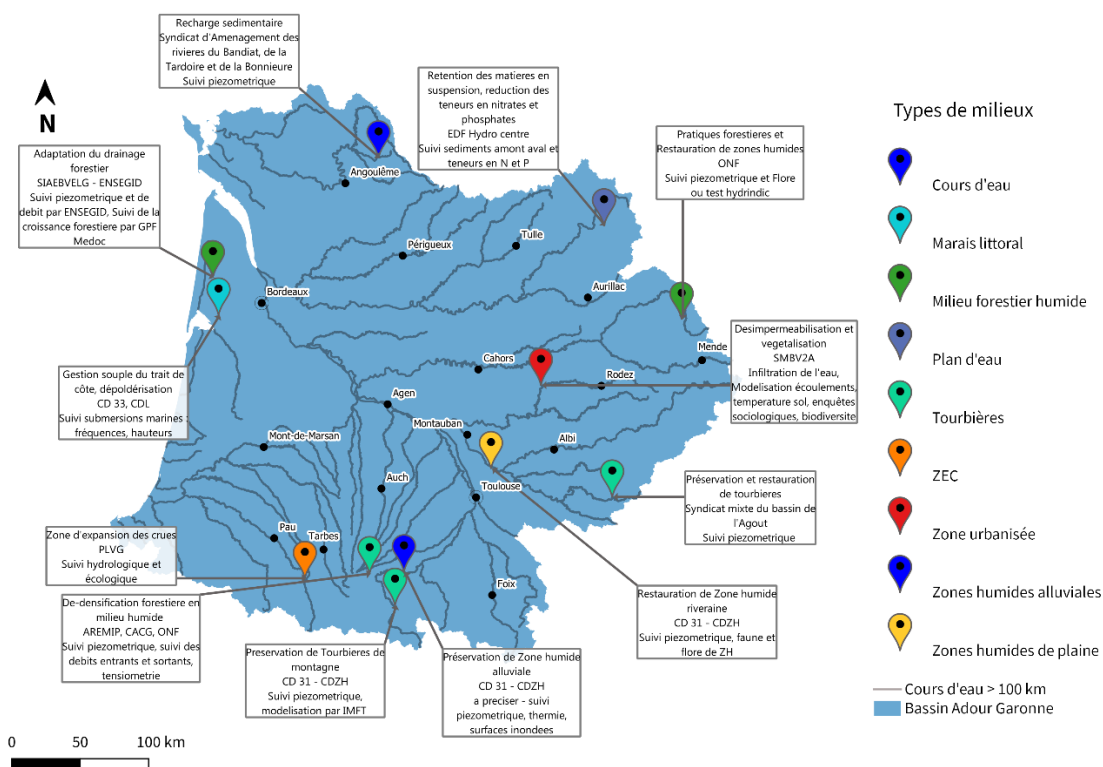 Recharge sedimentaire
Syndicat d'Amenagement des
rivieres du Bandiat, de la
Tardoire et de la Bonnieure
Suivi piezometrique
Retention des matieres en
suspension, reduction des
teneurs en nitrates et
phosphates
EDF Hydro centre
Suivi sediments amont aval et
teneurs en N et P
Pratiques forestieres et
Restauration de zones humides
ONF
Suivi piezometrique et Flore
ou test hydrindic
N
Adaptation du drainage
forestier
SIAEBVELG - ENSEGID
Suivi piezometrique et de
debit par ENSEGID, Suivi de la
croissance forestiere par GPF
Medoc
Angoulême
Périgueux
Tulle
Bordeaux
Aurillac
Mende
Cahors
Rodez
Agen
Montauban
Albi
Mont-de-Marsan
Auch
Toulouse
Pau
Tarbes
Foix
Desimpermeabilisation et
vegetalisation
SMBV2A
Infiltration de l'eau,
Modelisation écoulements,
temperature sol, enquêtes
sociologiques, biodiversite
Gestion souple du trait de
côte, dépoldérisation
CD 33, CDL
Suivi submersions marines :
fréquences, hauteurs
Préservation et restauration
de tourbieres
Syndicat mixte du bassin de
l'Agout
Suivi piezometrique
Zone d'expansion des crues
PLVG
Suivi hydrologique et
écologique
De-densification forestiere en
milieu humide
AREMIP, CACG, ONF
Suivi piezometrique, suivi des
debits entrants et sortants,
tensiometrie
Preservation de Tourbieres de
montagne
CD 31 - CDZH
Suivi piezometrique,
modelisation par IMFT
Préservation de Zone humide
alluviale
CD 31 - CDZH
a preciser - suivi
piezometrique, thermie,
surfaces inondees
Restauration de Zone humide
riveraine
CD 31 - CDZH
Suivi piezometrique, faune et
flore de ZH
0 50 100 km
Types de milieux
Cours d'eau
Marais littoral
Milieu forestier humide
Plan d'eau
Tourbières
ZEC
Zone urbanisée
Zones humides alluviales
Zones humides de plaine
Cours d'eau > 100 km
Bassin Adour Garonne